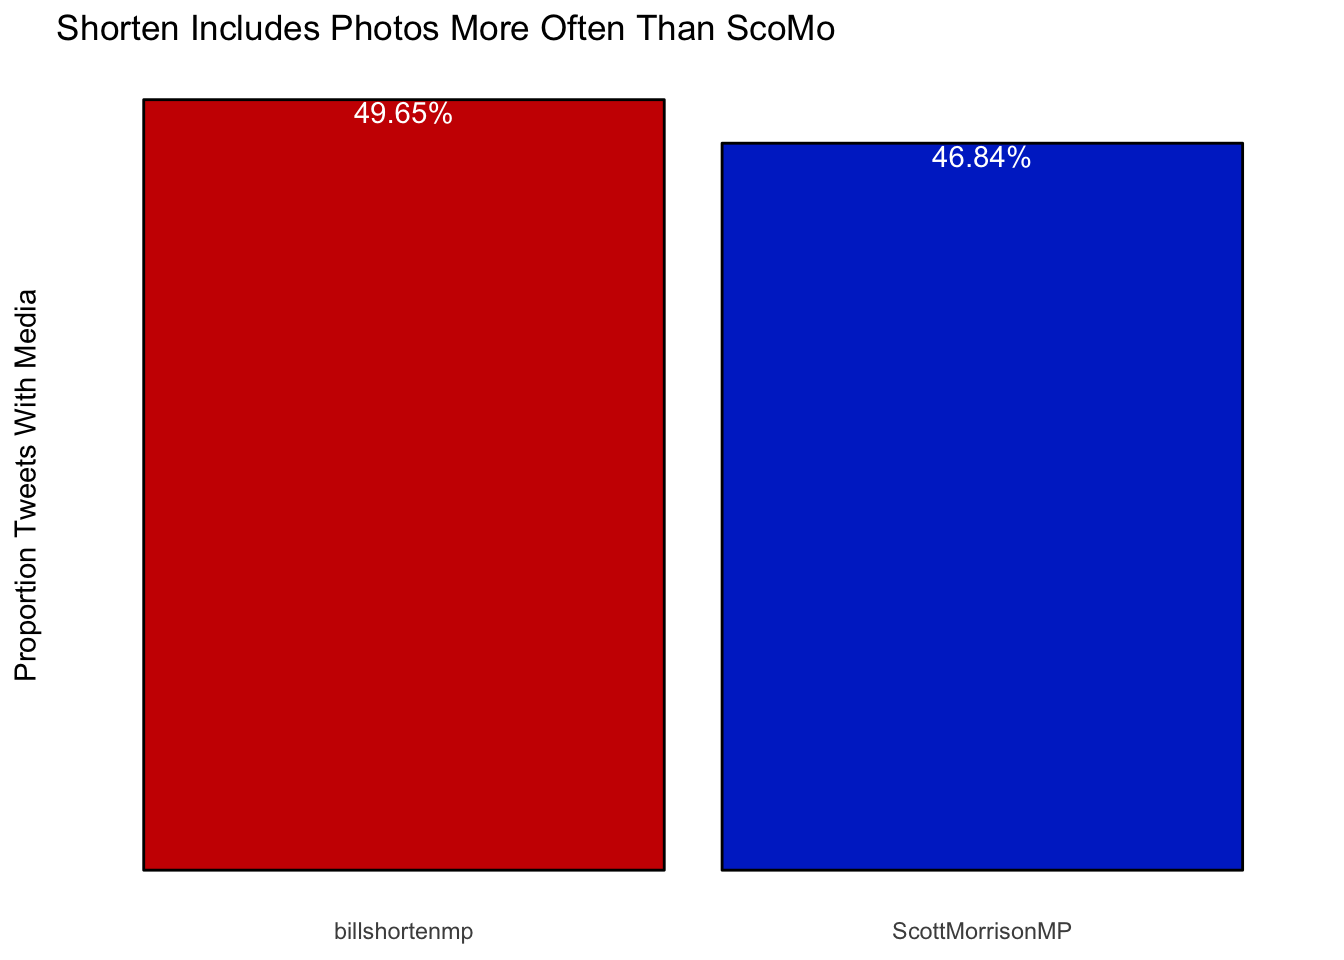 Shorten Includes Photos More Often Than ScoMo
49.65%
46.84%
Proportion Tweets With Media
billshortenmp
ScottMorrisonMP